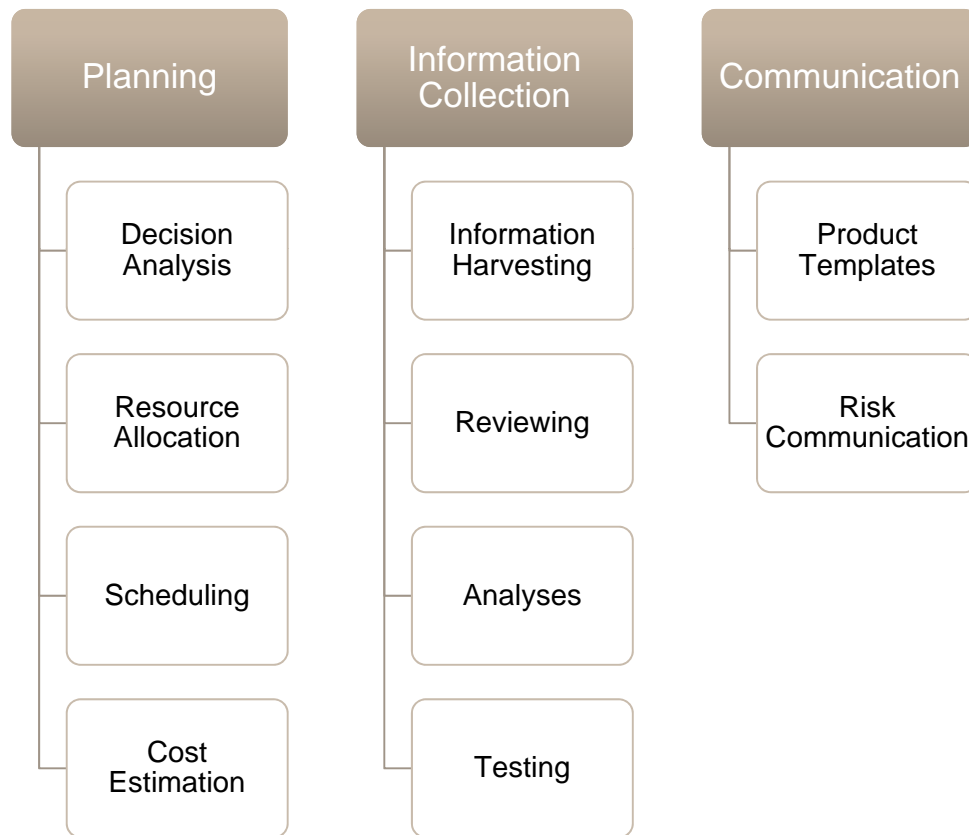 Planning
Decision
Analysis
Resource
Allocation
Scheduling
Cost
Estimation
Information
Collection
Information
Harvesting
Reviewing
Analyses
Testing
Communication
Product
Templates
Risk
Communication